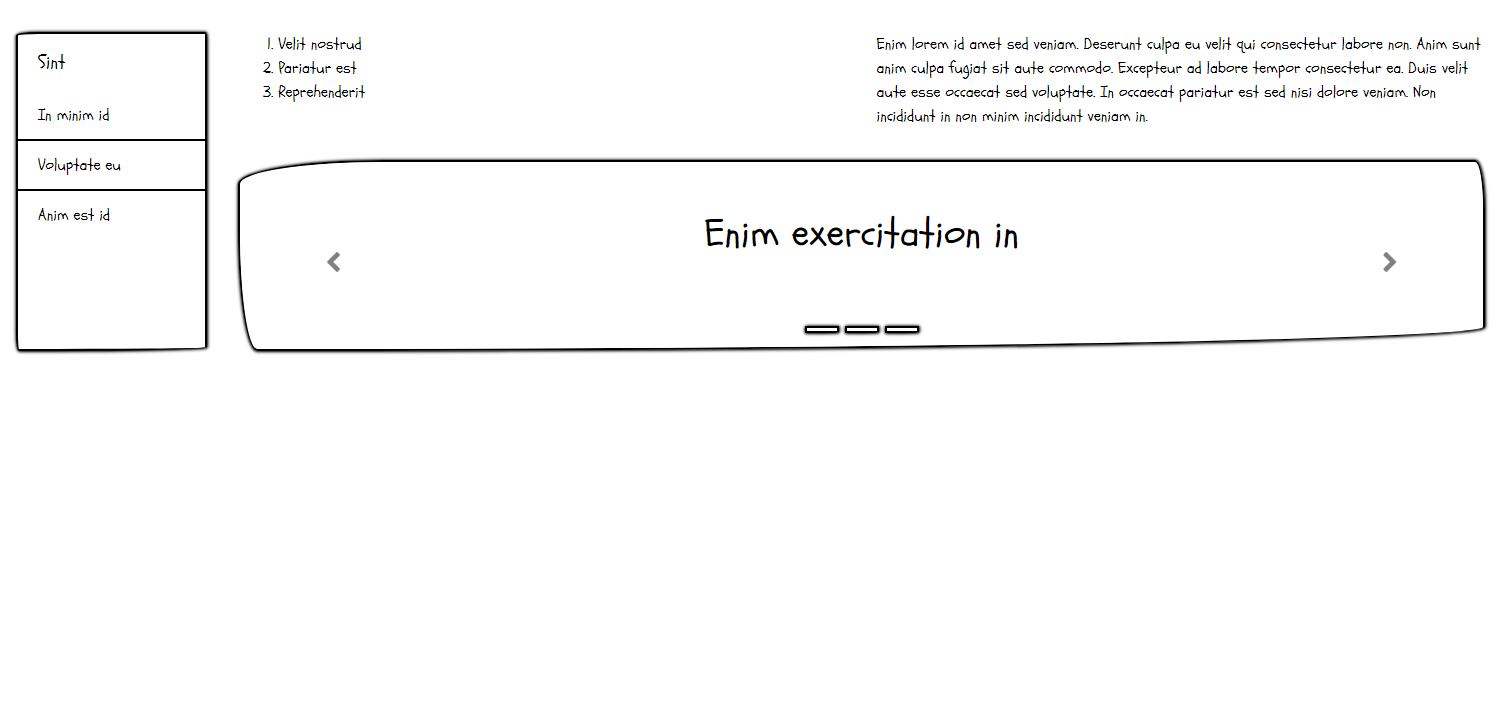 Sint
In minim id
Voluptate eu
Anim est id
1. Velit nostrud
2. Pariatur est
3. Reprehenderit
Enim lorem id amet sed veniam. Deserunt culpa eu velit qui consectetur labore non. Anim sunt
anim culpa fugiat sit aute commodo. Excepteur ad labore tempor consectetur ea. Duis velit
aute esse occaecat sed voluptate. In occaecat pariatur est sed nisi dolore veniam. Non
incididunt in non minim incididunt veniam in.
Enim exercitation in